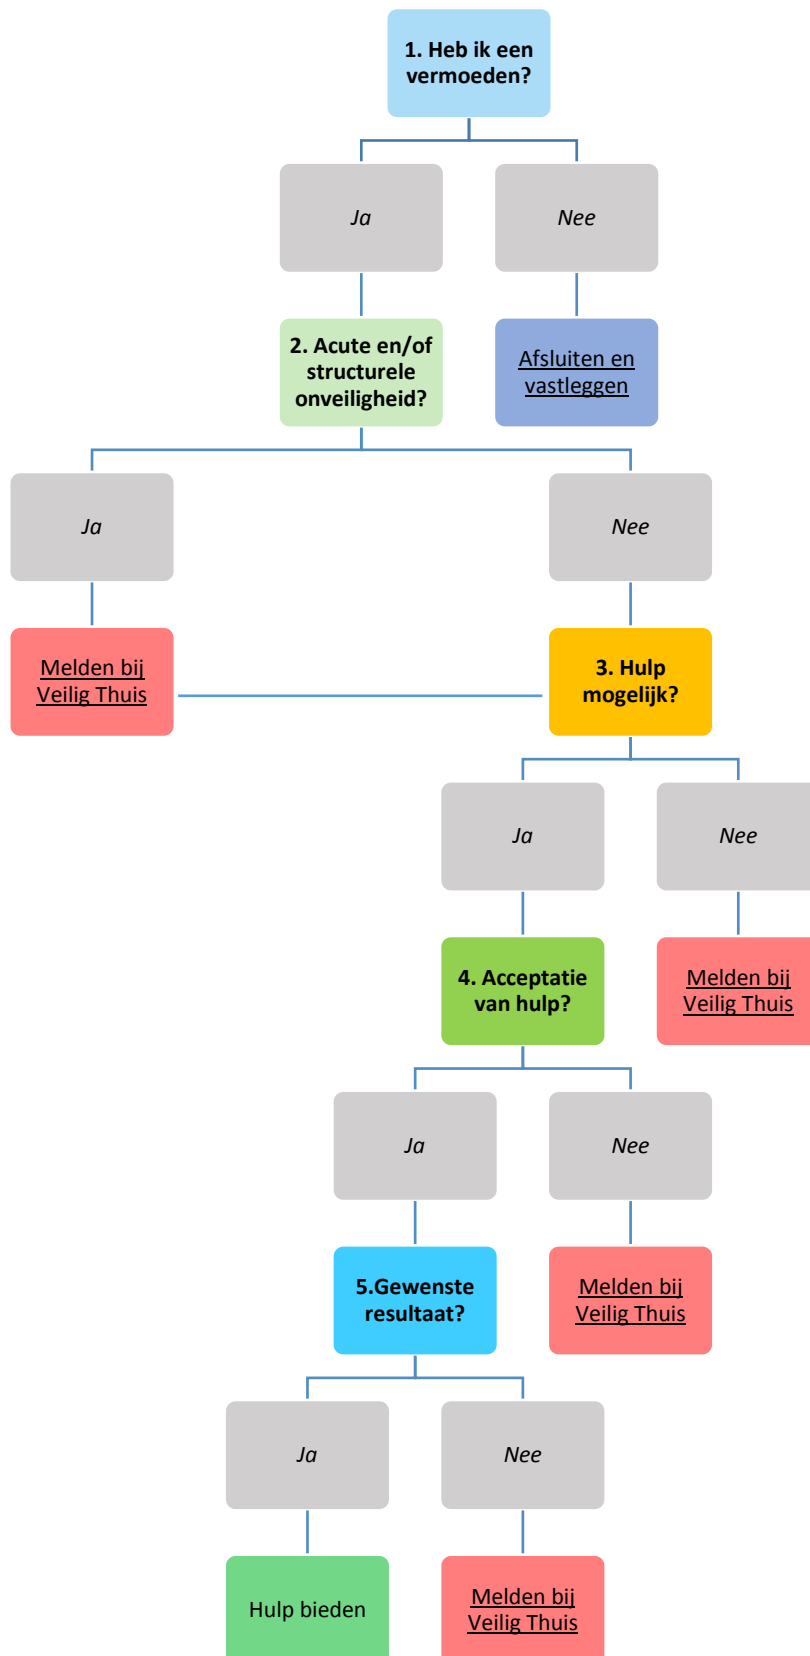 1. Heb ik een
vermoeden?
Ja
Nee
2. Acute en/of
structurele
onveiligheid?
Afsluiten en
vastleggen
Ja
Nee
Melden bij
Veilig Thuis
3. Hulp
mogelijk?
Ja
Nee
4. Acceptatie
van hulp?
Melden bij
Veilig Thuis
Ja
Nee
5.Gewenste
resultaat?
Melden bij
Veilig Thuis
Ja
Nee
Hulp bieden
Melden bij
Veilig Thuis